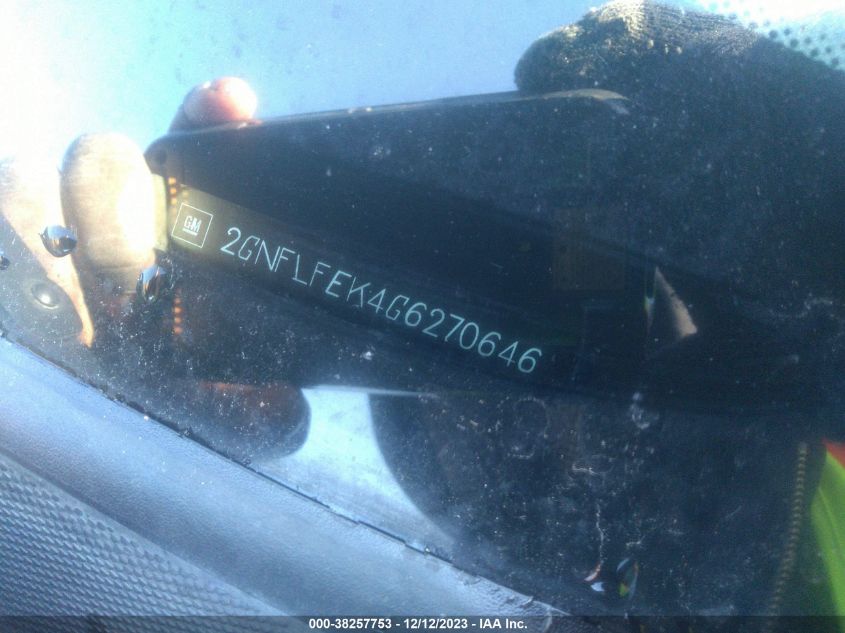 GM
2GNFLFEK4G6270646
000-38257753 - 12/12/2023 - IAA Inc.